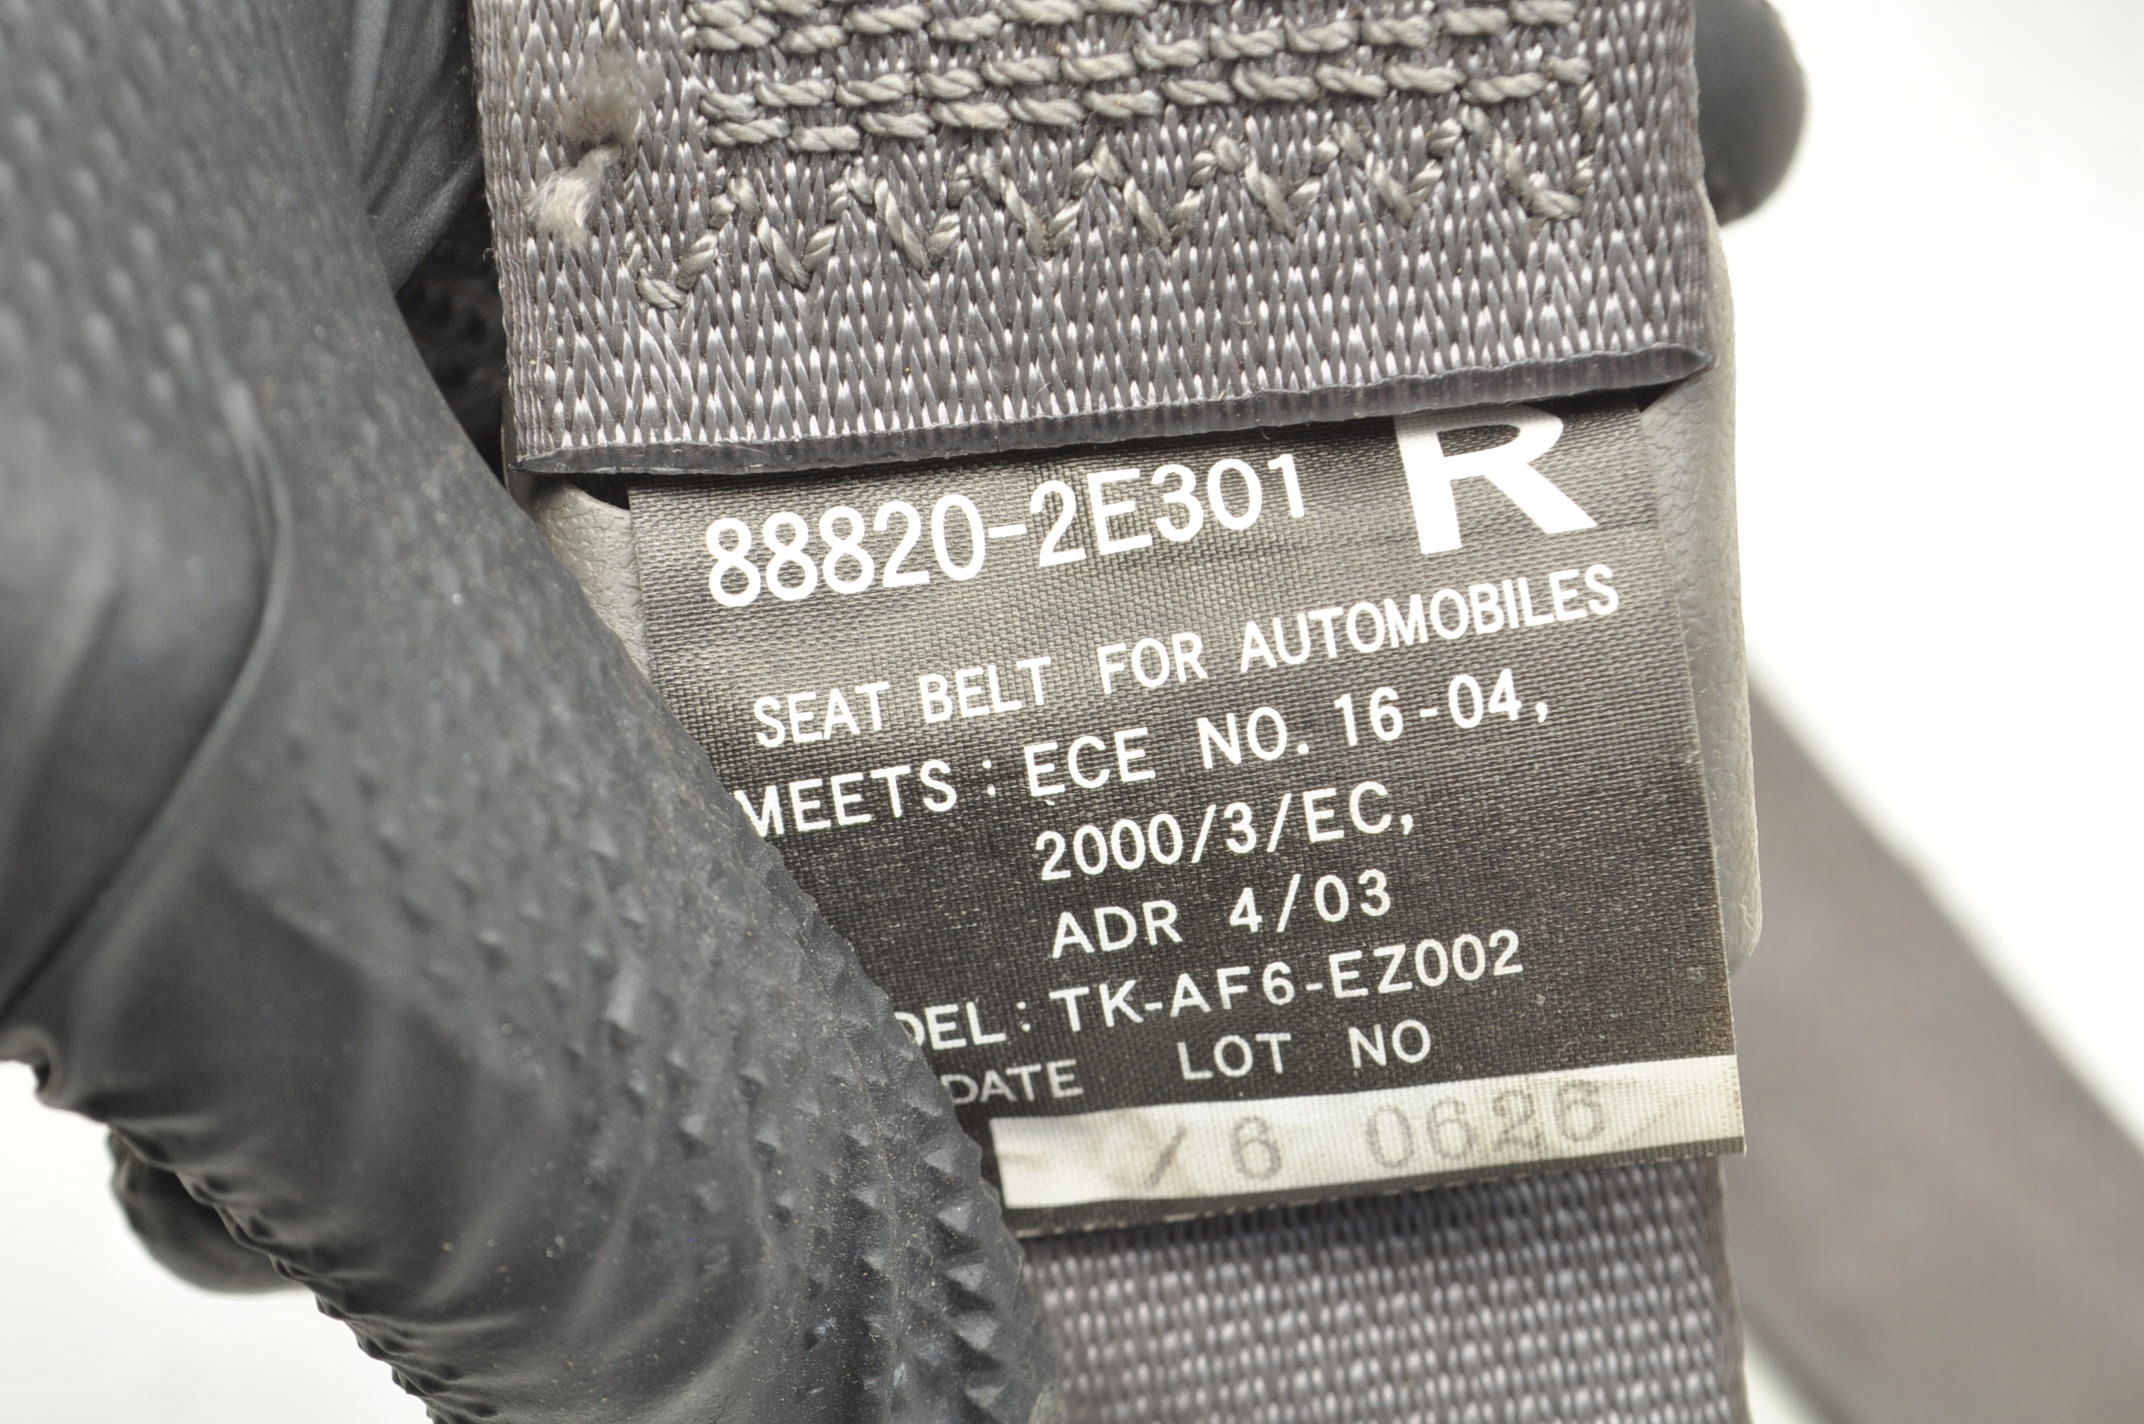 88820-2E301 R
SEAT BELT FOR AUTOMOBILES
MEETS : ECE NO. 16-04,
2000/3/EC,
ADR 4/03
DEL: TK-AF6-EZ002
DATE LOT NO
/6 0626